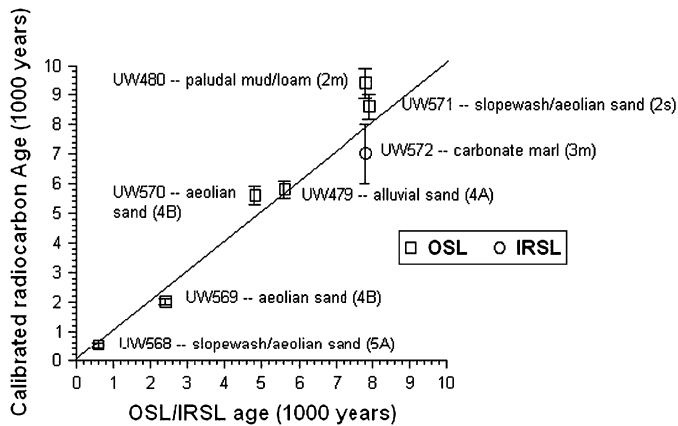 Calibrated radiocarbon Age (1000 years)
10
9
8
7
6
5
4
3
2
1
0
UW480 -- paludal mud/loam (2m)
UW571 -- slopewash/aeolian sand (2s)
UW572 -- carbonate marl (3m)
UW570 -- aeolian
sand (4B)
UW479 -- alluvial sand (4A)
OSL
IRSL
UW569 -- aeolian sand (4B)
UW568 -- slopewash/aeolian sand (5A)
0 1 2 3 4 5 6 7 8 9 10
OSL/IRSL age (1000 years)